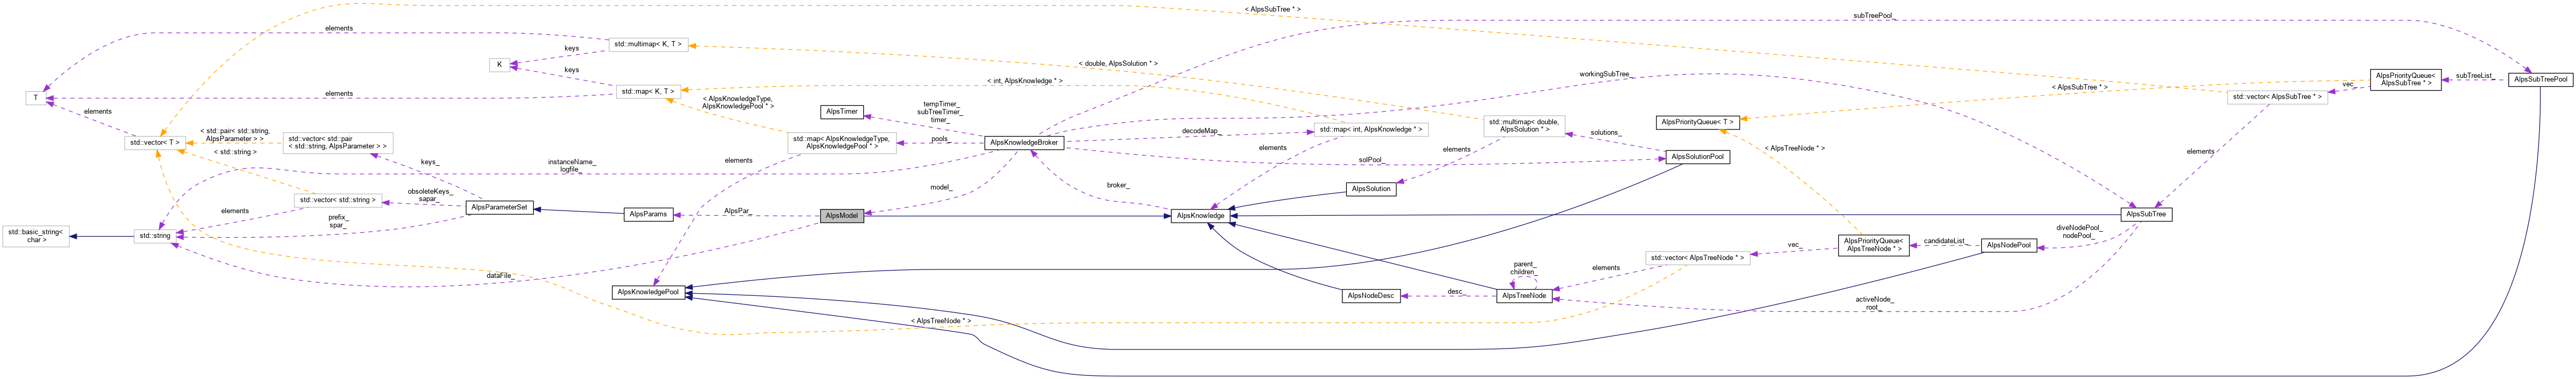 < AlpsSubTree * >
subTreePool_
elements
std::multimap< K, T >
keys
K
keys
< double, AlpsSolution * >
workingSubTree_
< int, AlpsKnowledge * >
AlpsPriorityQueue<
AlpsSubTree * >
subTreeList
AlpsSubTreePool
vec_
< AlpsSubTree * >
std::vector< AlpsSubTree * >
T
elements
std::map< K, T >
< AlpsKnowledgeType,
AlpsKnowledgePool * >
AlpsTimer
tempTimer_
subTreeTimer_
timer_
elements
std::vector< T >
< std::pair< std::string,
AlpsParameter > >
std::vector< std::pair
< std::string, AlpsParameter > >
< std::string >
std::map< AlpsKnowledgeType,
AlpsKnowledgePool * >
pools_
AlpsKnowledgeBroker
decodeMap_
std::map< int, AlpsKnowledge * >
std::multimap< double,
AlpsSolution * >
solutions_
AlpsPriorityQueue< T >
elements
elements
elements
AlpsSolutionPool
solPool_
< AlpsTreeNode * >
elements
instanceName_
logfile_
keys_
elements
model_
broker_
AlpsSolution
std::vector< std::string >
obsoleteKeys_
sapar_
AlpsParameterSet
elements
prefix_
spar_
AlpsParams
AlpsPar_
AlpsModel
AlpsKnowledge
AlpsSubTree
std::basic_string<
char >
std::string
dataFile_
AlpsKnowledgePool
AlpsNodeDesc
desc_
AlpsTreeNode
parent_
children_
elements
std::vector< AlpsTreeNode * >
vec_
AlpsPriorityQueue<
AlpsTreeNode * >
candidateList_
AlpsNodePool
diveNodePool_
nodePool_
activeNode_
root_
< AlpsTreeNode * >